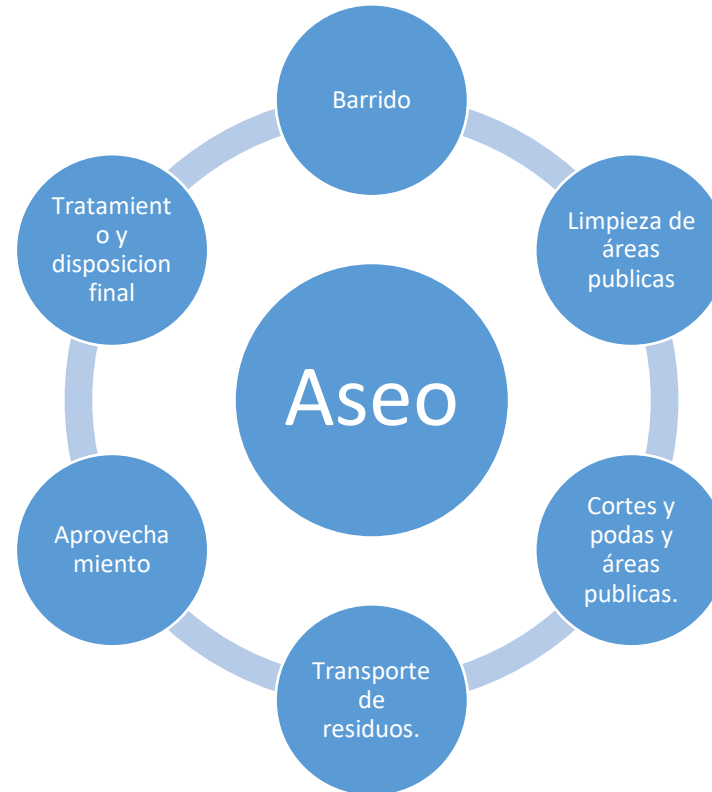 Barrido
Limpieza de
áreas
publicas
Cortes y
podas y
áreas
publicas.
Transporte
de
residuos.
Aprovecha
miento
Tratamient
o y
disposicion
final
Aseo